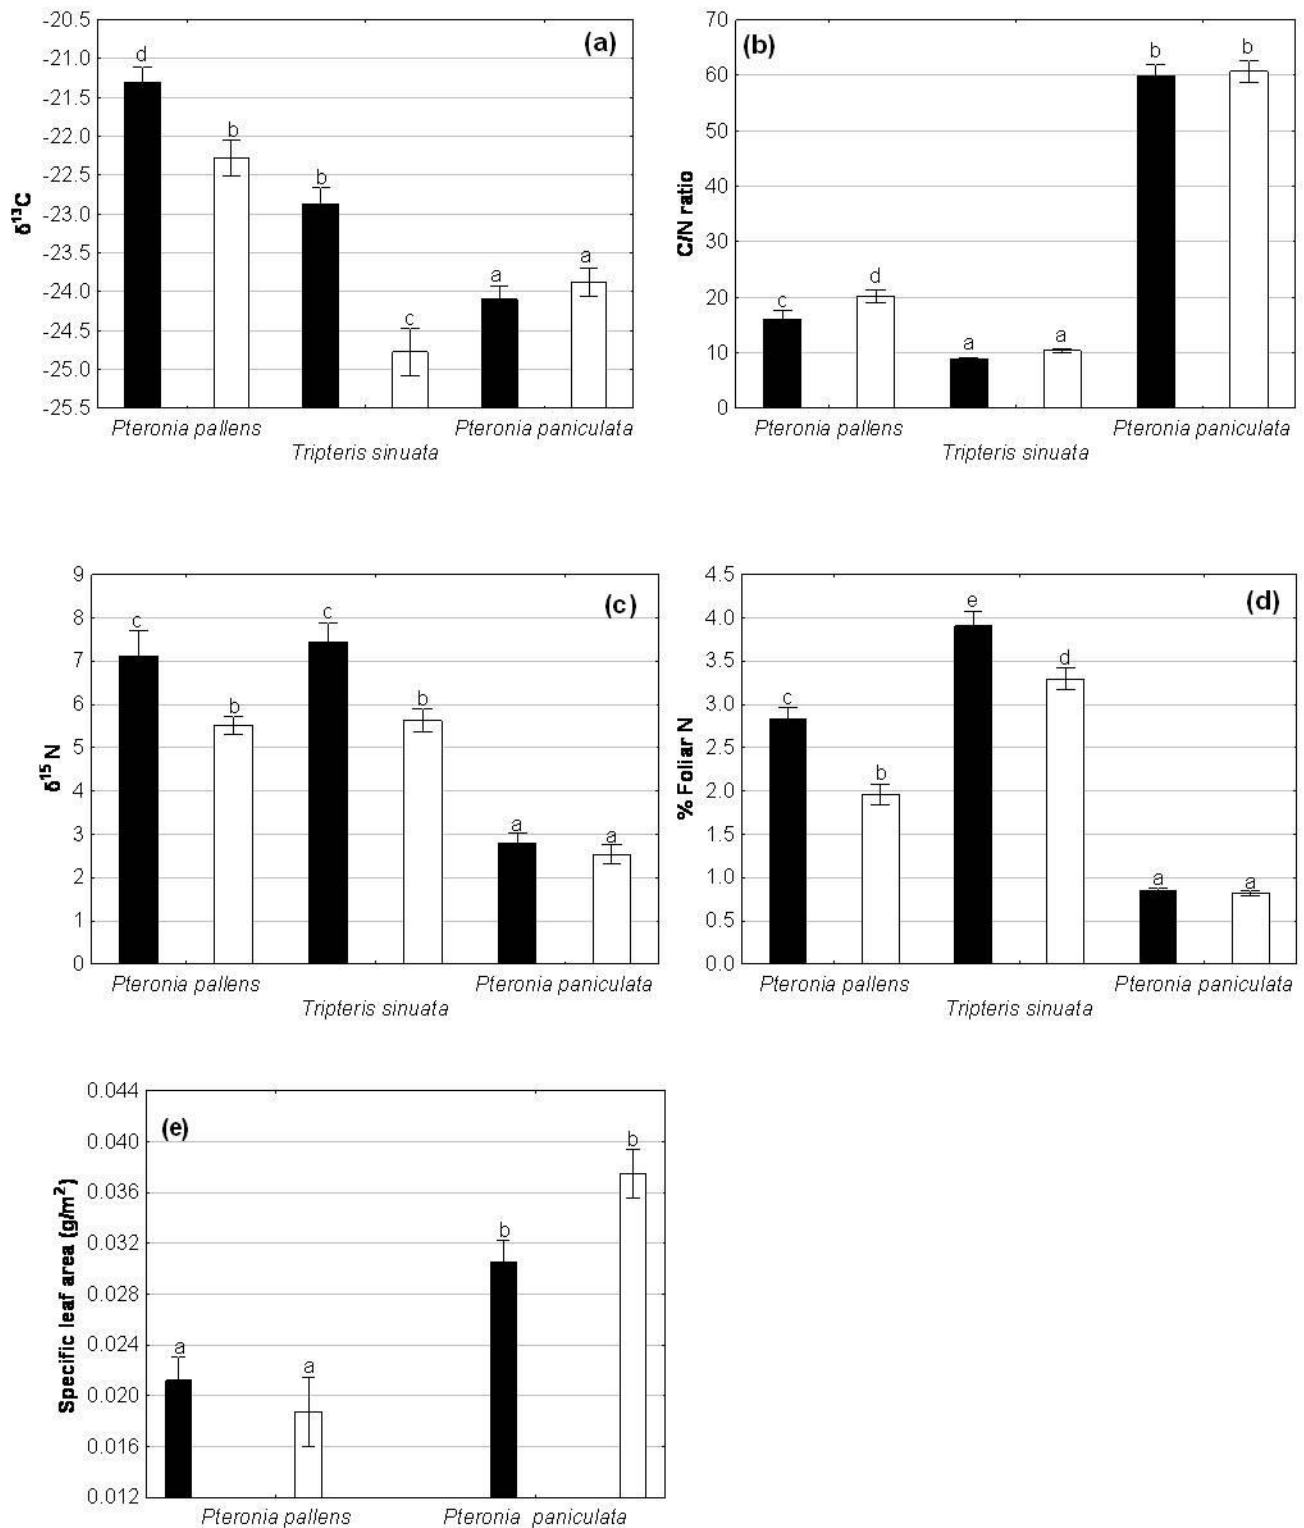 -20.5
-21.0
-21.5
-22.0
-22.5
-23.0
-23.5
-24.0
-24.5
-25.0
-25.5
δ¹³C
(a)
d
b
b
c
a
a
Pteronia pallens
Pteronia paniculata
Tripteris sinuata
70
60
50
40
30
20
10
0
C/N ratio
(b)
c
d
a
a
b
b
Pteronia pallens
Pteronia paniculata
Tripteris sinuata
9
8
7
6
5
4
3
2
1
0
δ¹⁵N
(c)
c
b
c
b
a
a
Pteronia pallens
Pteronia paniculata
Tripteris sinuata
4.5
4.0
3.5
3.0
2.5
2.0
1.5
1.0
0.5
0.0
% Foliar N
(d)
c
b
e
d
a
a
Pteronia pallens
Pteronia paniculata
Tripteris sinuata
0.044
0.040
0.036
0.032
0.028
0.024
0.020
0.016
0.012
Specific leaf area (g/m²)
(e)
a
a
b
b
Pteronia pallens
Pteronia paniculata